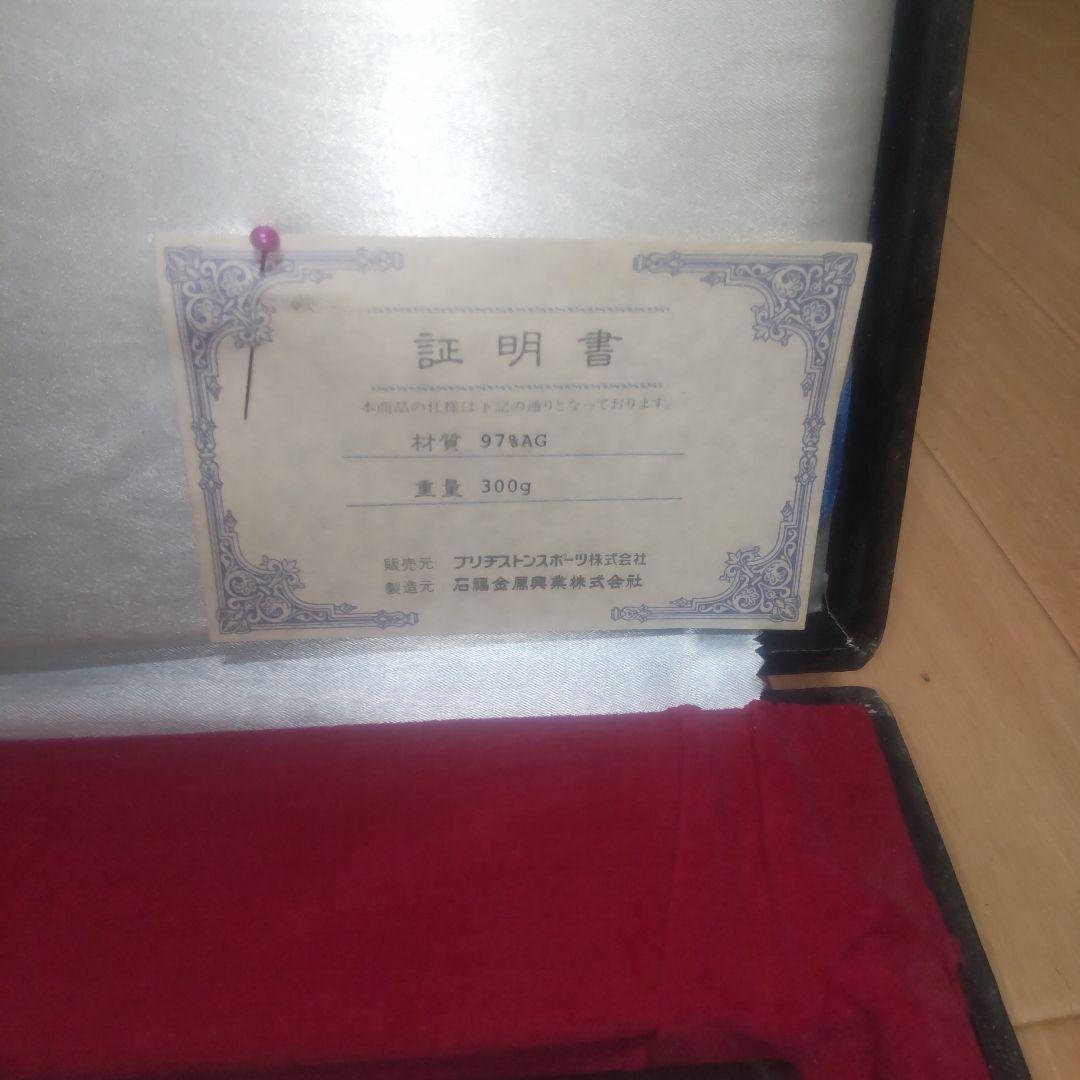 証明書
本商品の仕様は下記の通りとなっております。
材質 97%AG
重量 300g
販売元 ブリヂストンスポーツ株式会社
製造元 石福金属興業株式会社